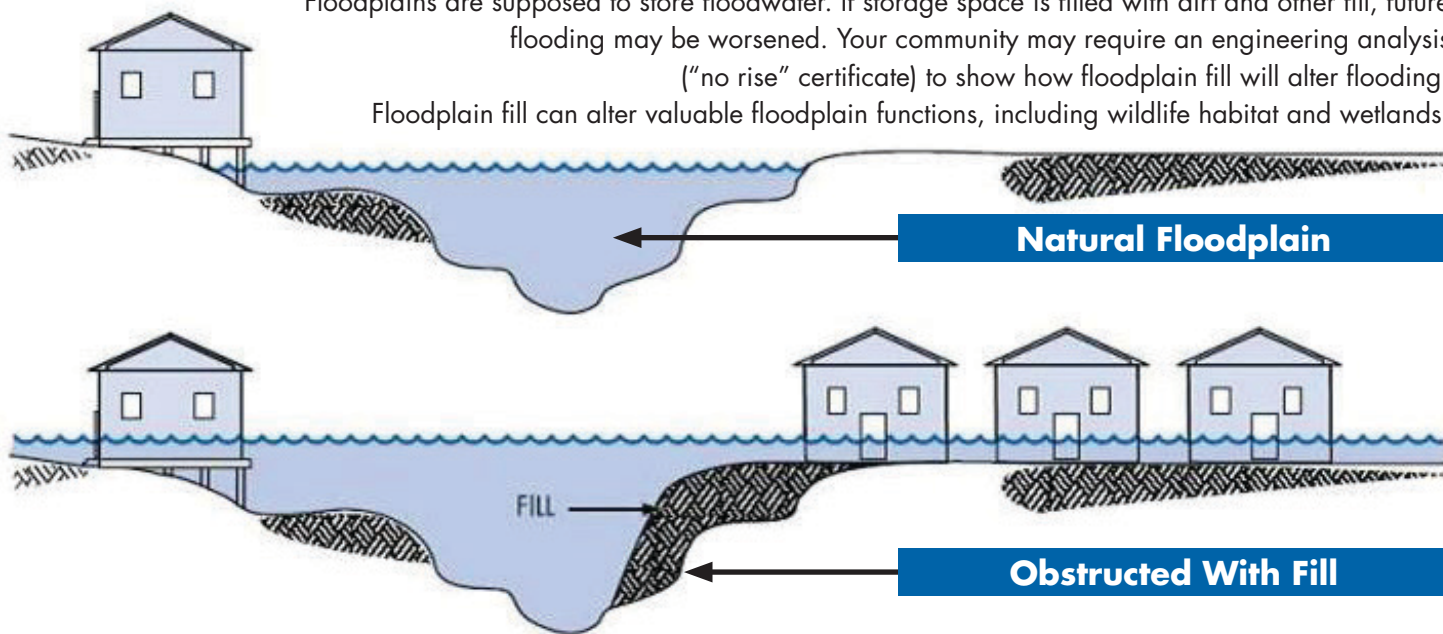 Floodplains are supposed to store floodwater. If storage space is filled with dirt and other fill, future
flooding may be worsened. Your community may require an engineering analysis
(“no rise” certificate) to show how floodplain fill will alter flooding
Floodplain fill can alter valuable floodplain functions, including wildlife habitat and wetlands
Natural Floodplain
FILL
Obstructed With Fill